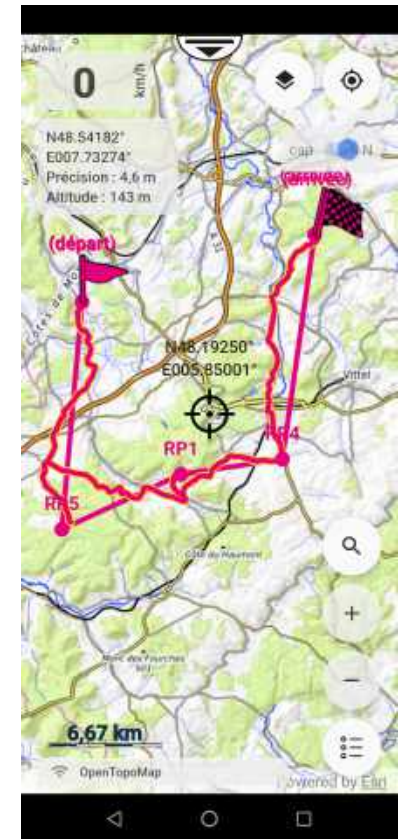 0
km/h
N48.54182°
E007.73274°
Précision : 4,6 m
Altitude : 143 m
cap
N
(départ)
A 31
N48.19250°
E005.85001°
Vittel
RP1
RP4
RP5
6,67 km
OpenTopoMap
powered by Esri